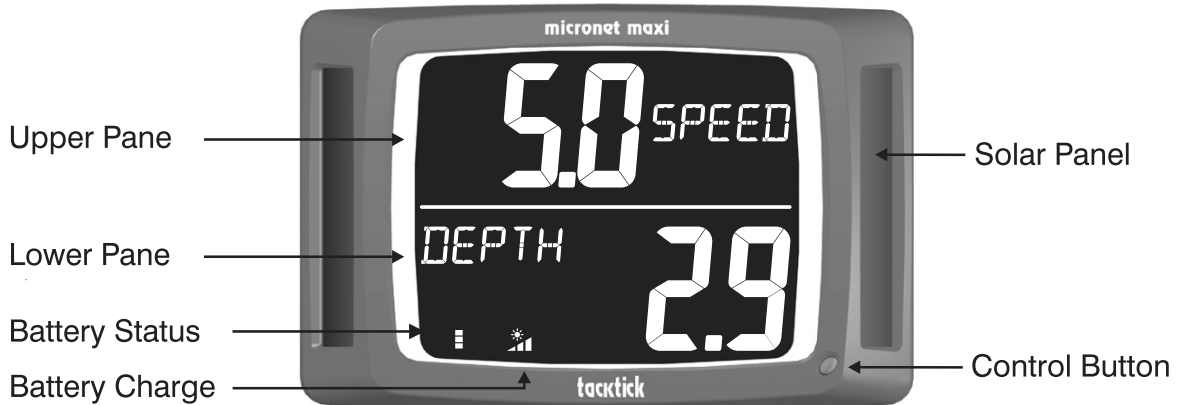 micronet maxi
5.0 SPEED
Upper Pane
Solar Panel
DEPTH 2.9
Lower Pane
Battery Status
Battery Charge
Control Button
tacktick